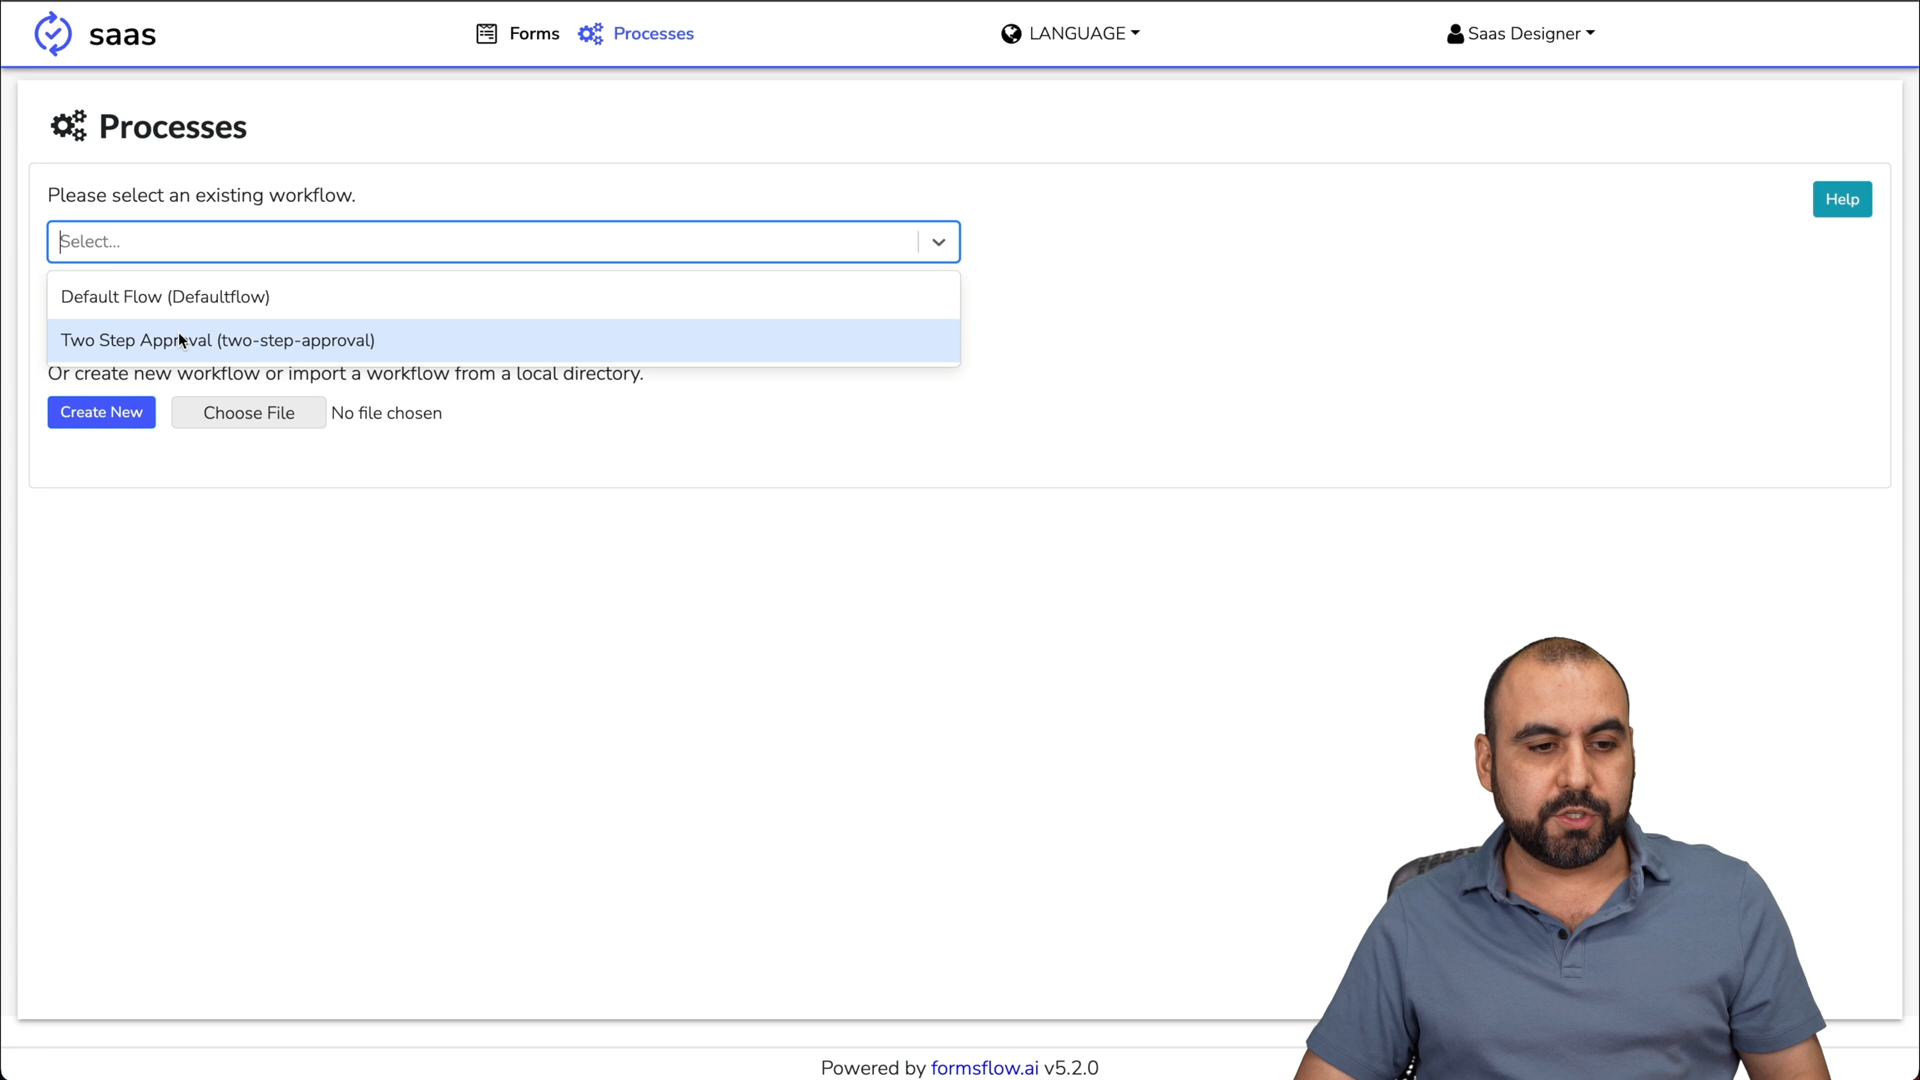 saas
Forms
Processes
LANGUAGE
Saas Designer
Processes
Please select an existing workflow.
Help
Select...
Default Flow (Defaultflow)
Two Step Approval (two-step-approval)
Or create new workflow or import a workflow from a local directory.
Create New
Choose File
No file chosen
Powered by formsflow.ai v5.2.0